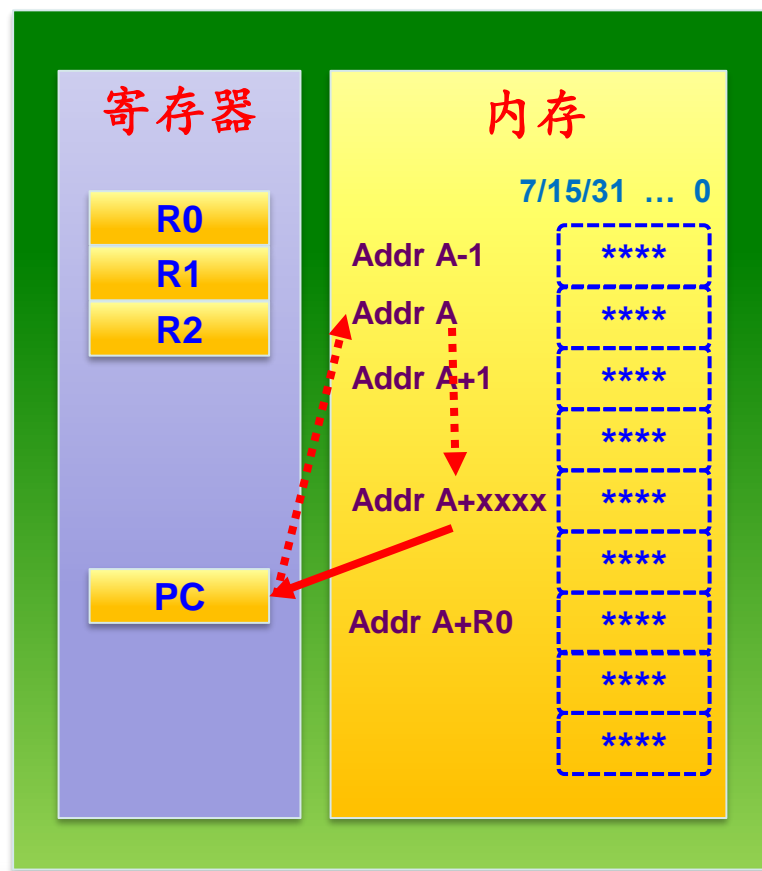 寄存器
R0
R1
R2
PC
内存
7/15/31 … 0
Addr A-1 ****
Addr A ****
Addr A+1 ****
****
Addr A+xxxx ****
****
Addr A+R0 ****
****
****